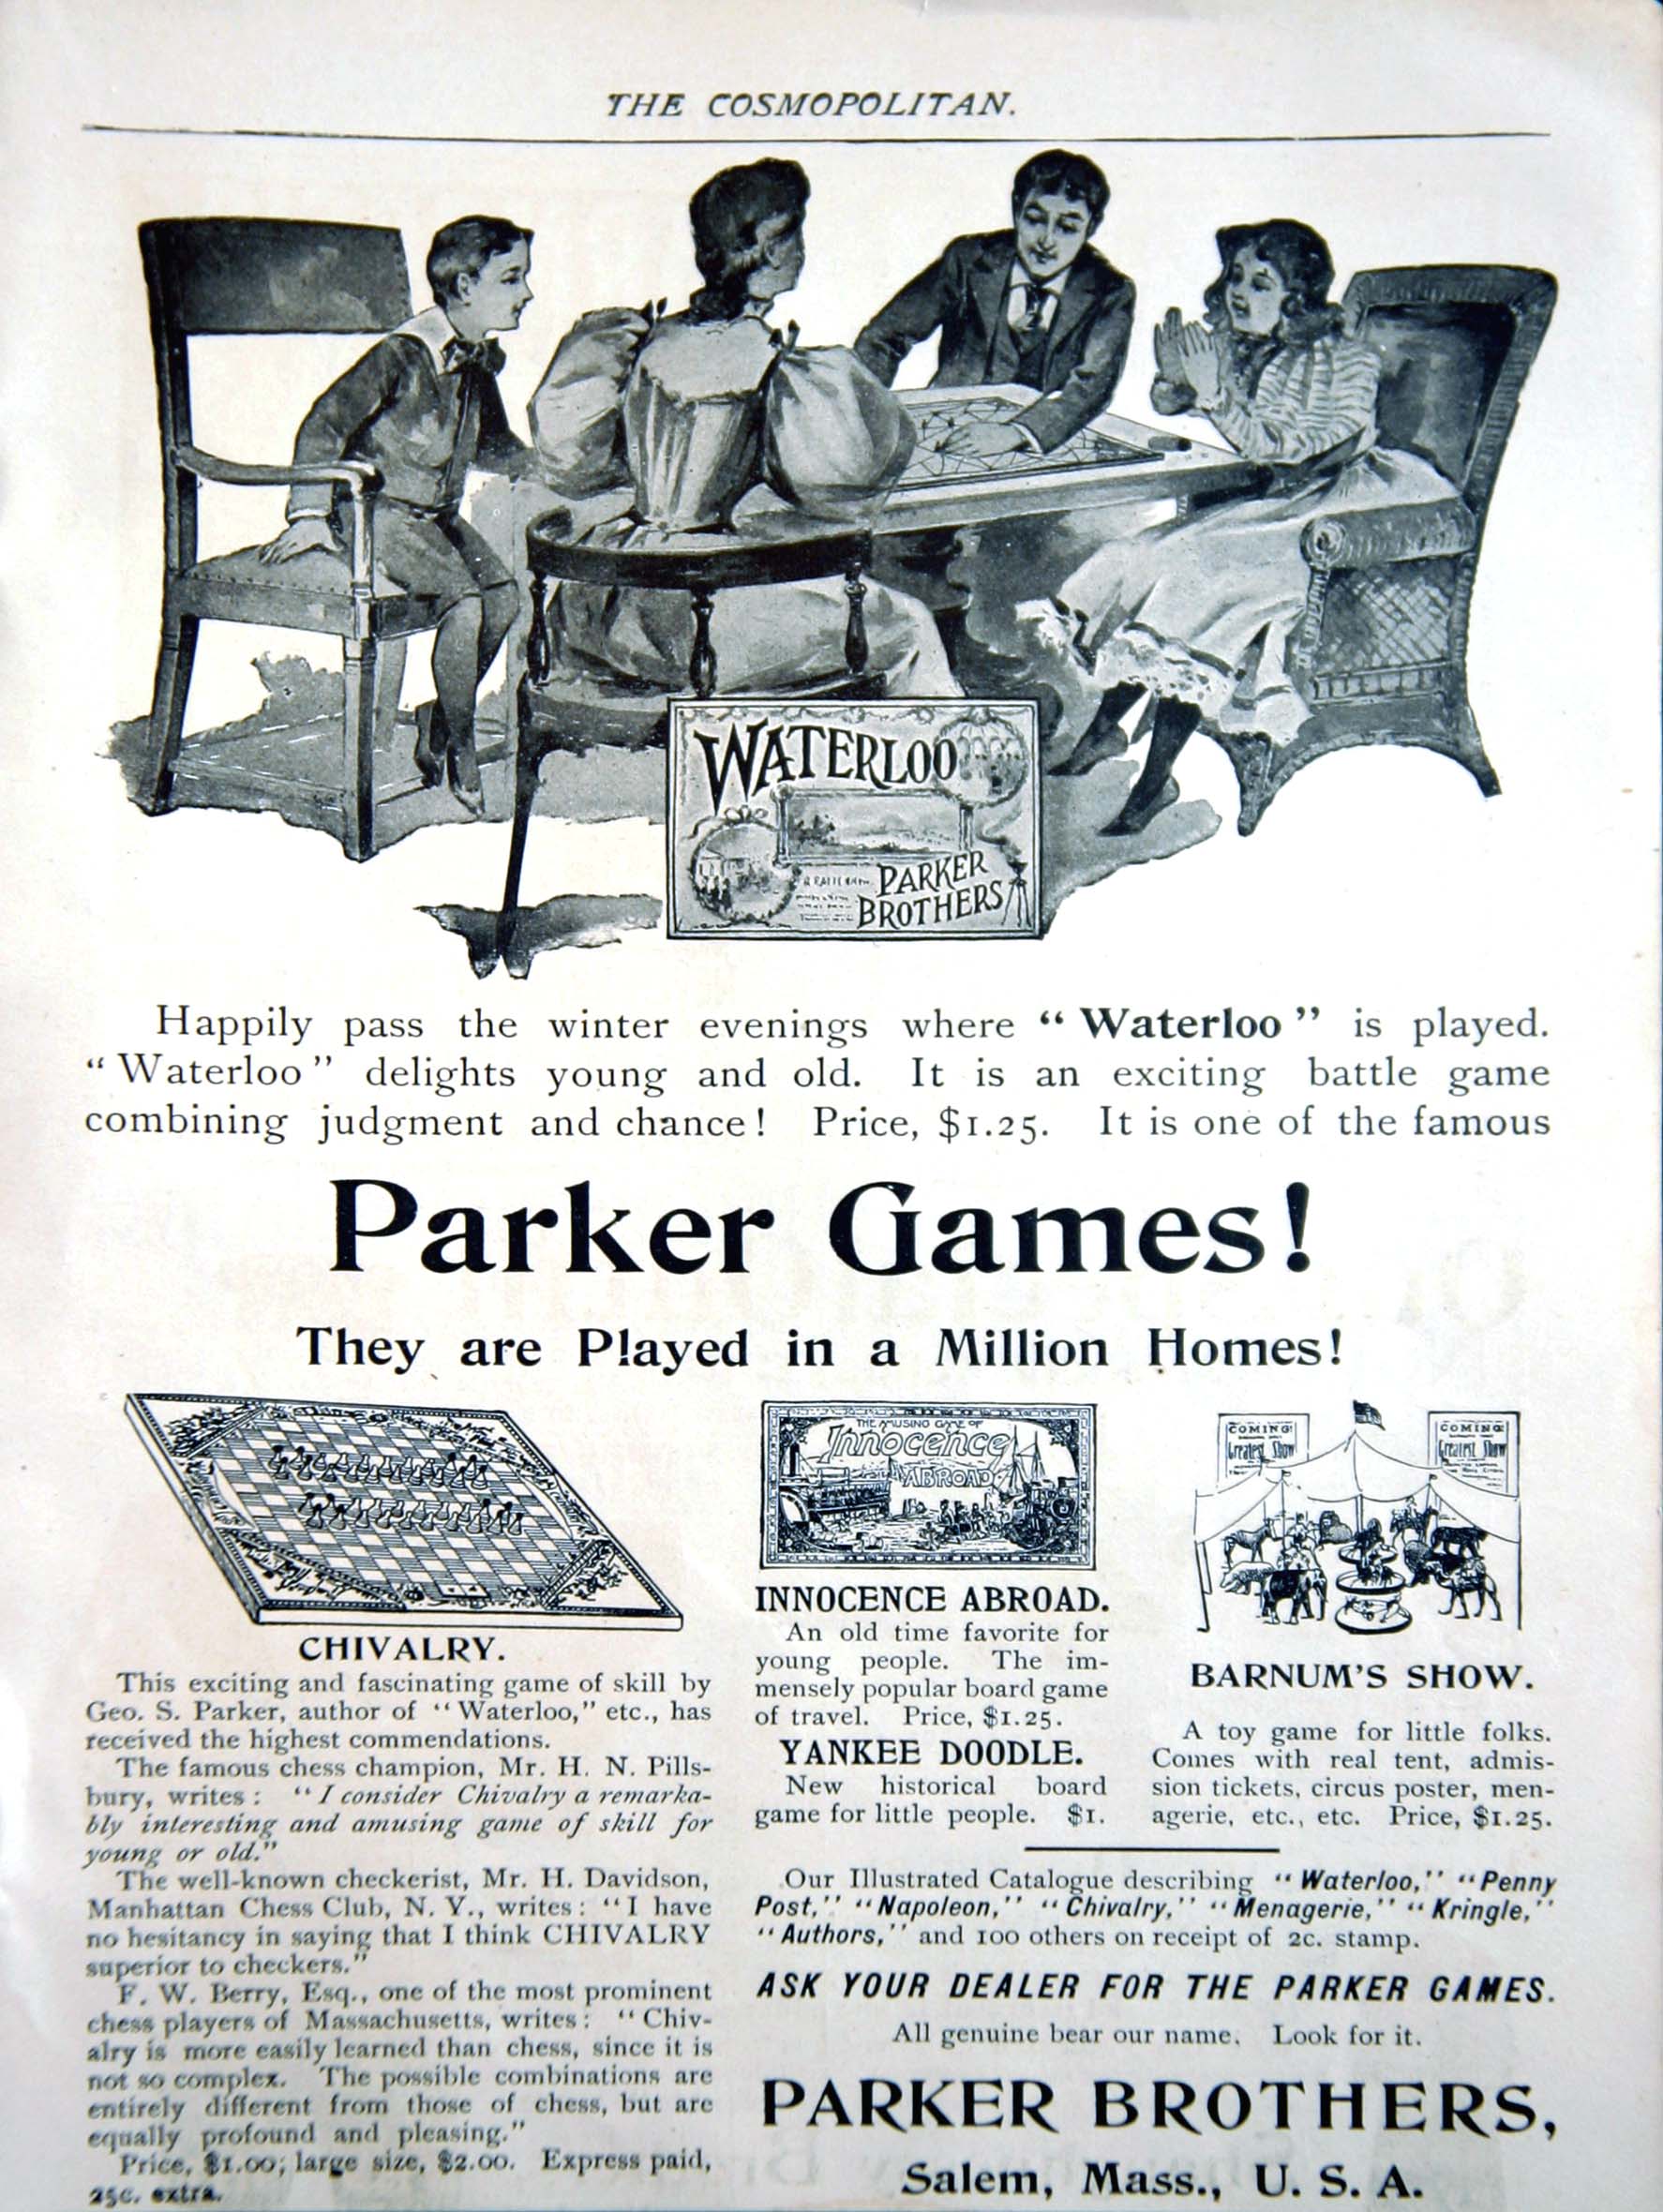 THE COSMOPOLITAN.
WATERLOO
PARKER
BROTHERS
Happily pass the winter evenings where “Waterloo” is played.
“Waterloo” delights young and old. It is an exciting battle game
combining judgment and chance! Price, $1.25. It is one of the famous
Parker Games!
They are Played in a Million Homes!
CHIVALRY.
This exciting and fascinating game of skill by
Geo. S. Parker, author of “Waterloo,” etc., has
received the highest commendations.
The famous chess champion, Mr. H. N. Pills-
bury, writes: “I consider Chivalry a remarka-
bly interesting and amusing game of skill for
young or old.”
The well-known checkerist, Mr. H. Davidson,
Manhattan Chess Club, N. Y., writes: “I have
no hesitancy in saying that I think CHIVALRY
superior to checkers.”
F. W. Berry, Esq., one of the most prominent
chess players of Massachusetts, writes: “Chiv-
alry is more easily learned than chess, since it is
not so complex. The possible combinations are
entirely different from those of chess, but are
equally profound and pleasing.”
Price, $1.00; large size, $2.00. Express paid,
25c. extra.
THE AMUSING GAME OF
Innocence
ABROAD
INNOCENCE ABROAD.
An old time favorite for
young people. The im-
mensely popular board game
of travel. Price, $1.25.
YANKEE DOODLE.
New historical board
game for little people. $1.
COMING!
Greatest Show
COMING!
Greatest Show
BARNUM'S SHOW.
A toy game for little folks.
Comes with real tent, admis-
sion tickets, circus poster, men-
agerie, etc., etc. Price, $1.25.
Our Illustrated Catalogue describing “Waterloo,” “Penny
Post,” “Napoleon,” “Chivalry,” “Menagerie,” “Kringle,”
“Authors,” and 100 others on receipt of 2c. stamp.
ASK YOUR DEALER FOR THE PARKER GAMES.
All genuine bear our name. Look for it.
PARKER BROTHERS,
Salem, Mass., U. S. A.